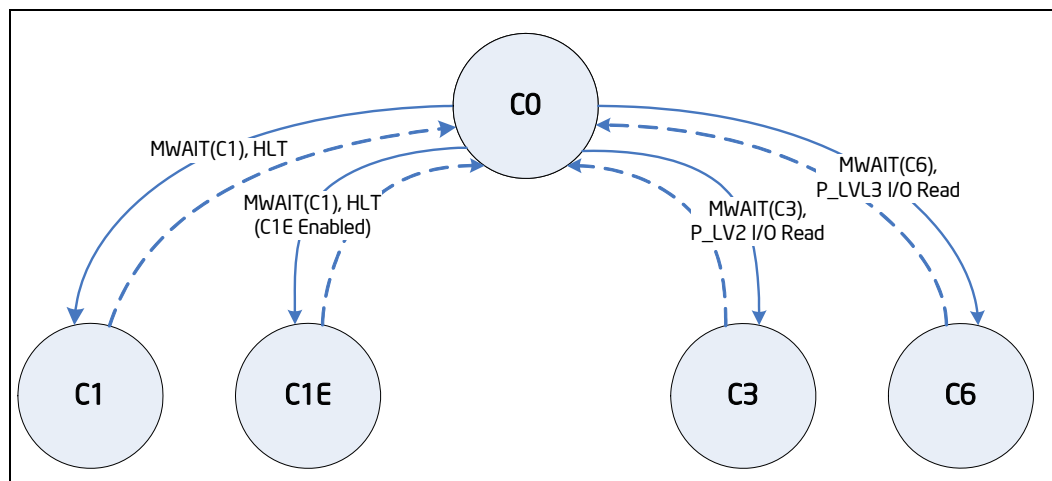 C0
MWAIT(C1), HLT
MWAIT(C1), HLT
(C1E Enabled)
MWAIT(C3),
P_LV2 I/O Read
MWAIT(C6),
P_LVL3 I/O Read
C1
C1E
C3
C6